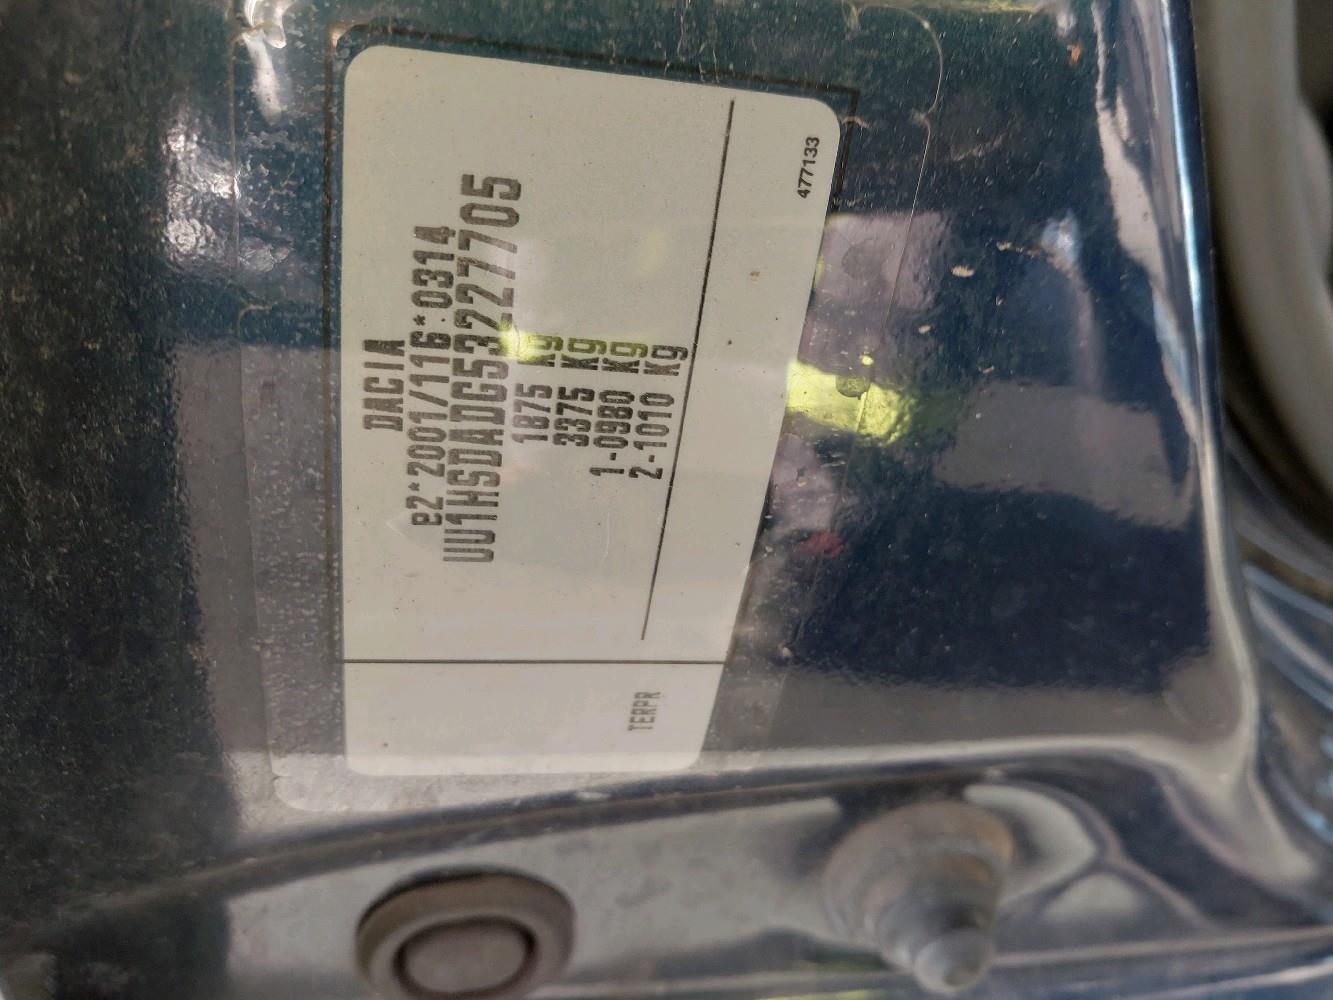 DACIA
e2*2001/116*0314
UU1HSDADG53227705
1875 Kg
3375 Kg
1-0980 Kg
2-1010 Kg
477133
TERPR